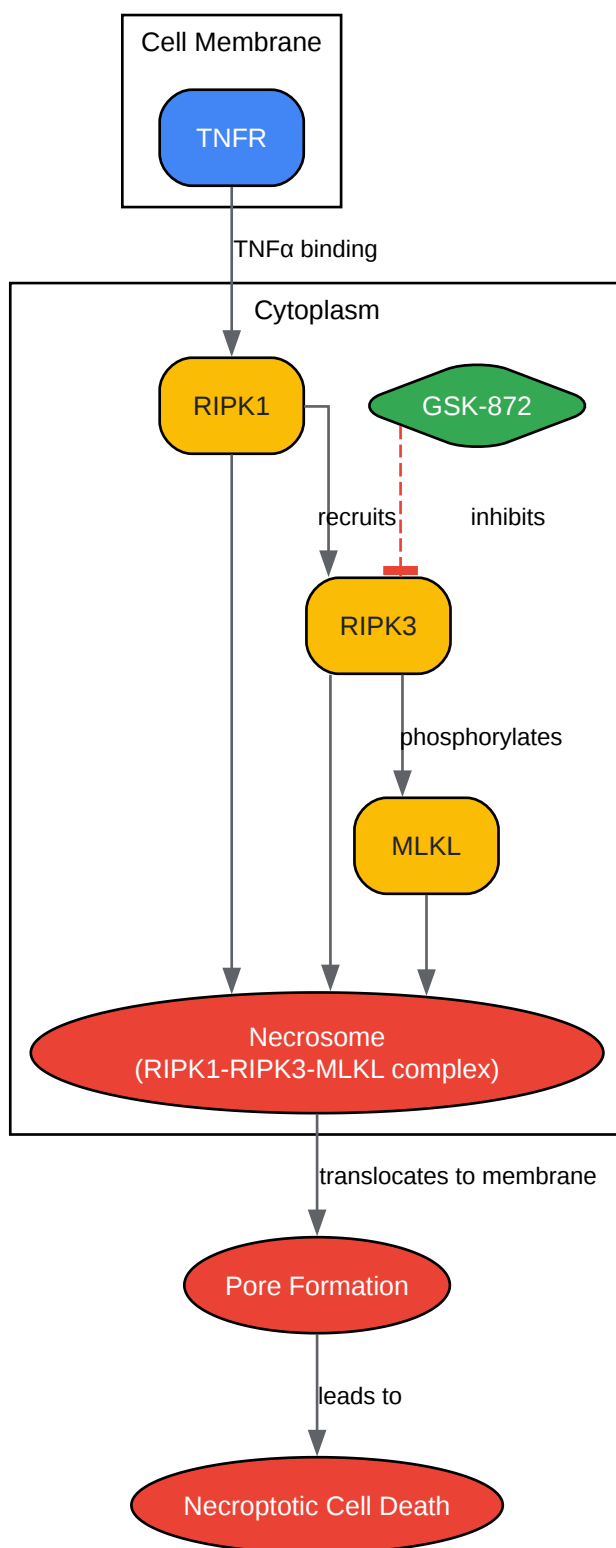 Cell Membrane
TNFR
TNFα binding
Cytoplasm
RIPK1
GSK-872
recruits
inhibits
RIPK3
phosphorylates
MLKL
Necrosome
(RIPK1-RIPK3-MLKL complex)
translocates to membrane
Pore Formation
leads to
Necroptotic Cell Death